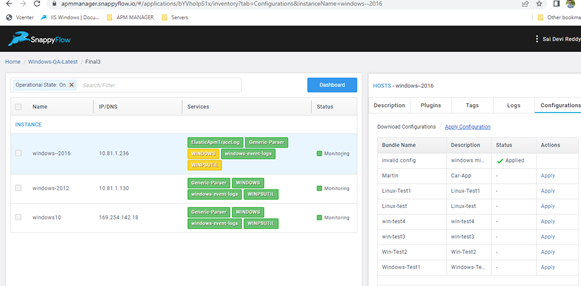 apmmanager.snappyflow.io/#/applications/bYVholpS1x/inventory?tab=Configurations&instanceName=windows--2016
Vcenter IIS Windows | Docu... APM MANAGER Servers Other bookma
SnappyFlow Sai Devi Reddy
Home / Windows-QA-Latest / Final3
Operational State: On X Search/Filter Dashboard
Name IP/DNS Services Status
INSTANCE
windows--2016 10.81.1.236 Monitoring
ElasticApmTraceLog Generic-Parser
WINDOWS windows-event-logs
WINPSUTIL
windows-2012 10.81.1.130 Monitoring
Generic-Parser WINDOWS
windows-event-logs WINPSUTIL
windows10 169.254.142.18 Monitoring
Generic-Parser WINDOWS
windows-event-logs WINPSUTIL
HOSTS - windows--2016
Description Plugins Tags Logs Configurations
Download Configurations Apply Configuration
Bundle Name Description Status Actions
invalid config windows mi... Applied
Martin Car-App - Apply
Linux-Test1 Linux-Test1 - Apply
Linux-test Linux-test - Apply
win-test4 win-test4 - Apply
win-test3 win-test3 - Apply
Win-Test2 Win-Test2 - Apply
Windows-Test1 Windows-Te... - Apply